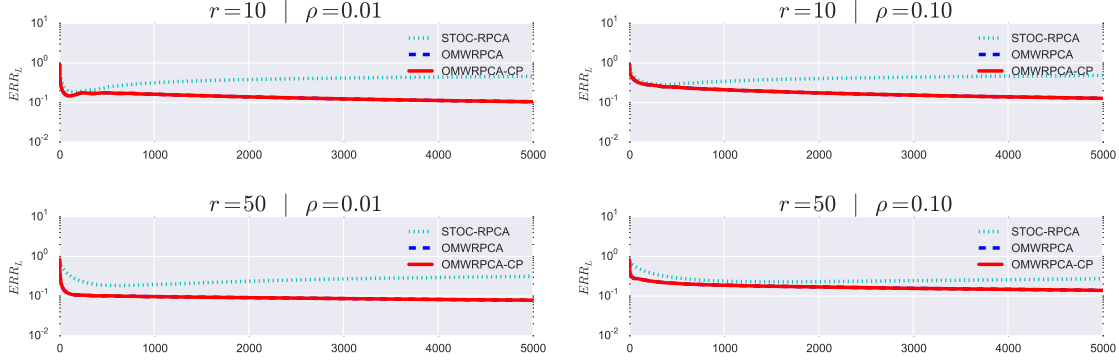 r=10 | ρ=0.01
10^1
10^0
10^-1
10^-2
ERR_L
STOC-RPCA
OMWRPCA
OMWRPCA-CP
0 1000 2000 3000 4000 5000
r=10 | ρ=0.10
10^1
10^0
10^-1
10^-2
ERR_L
STOC-RPCA
OMWRPCA
OMWRPCA-CP
0 1000 2000 3000 4000 5000
r=50 | ρ=0.01
10^1
10^0
10^-1
10^-2
ERR_L
STOC-RPCA
OMWRPCA
OMWRPCA-CP
0 1000 2000 3000 4000 5000
r=50 | ρ=0.10
10^1
10^0
10^-1
10^-2
ERR_L
STOC-RPCA
OMWRPCA
OMWRPCA-CP
0 1000 2000 3000 4000 5000